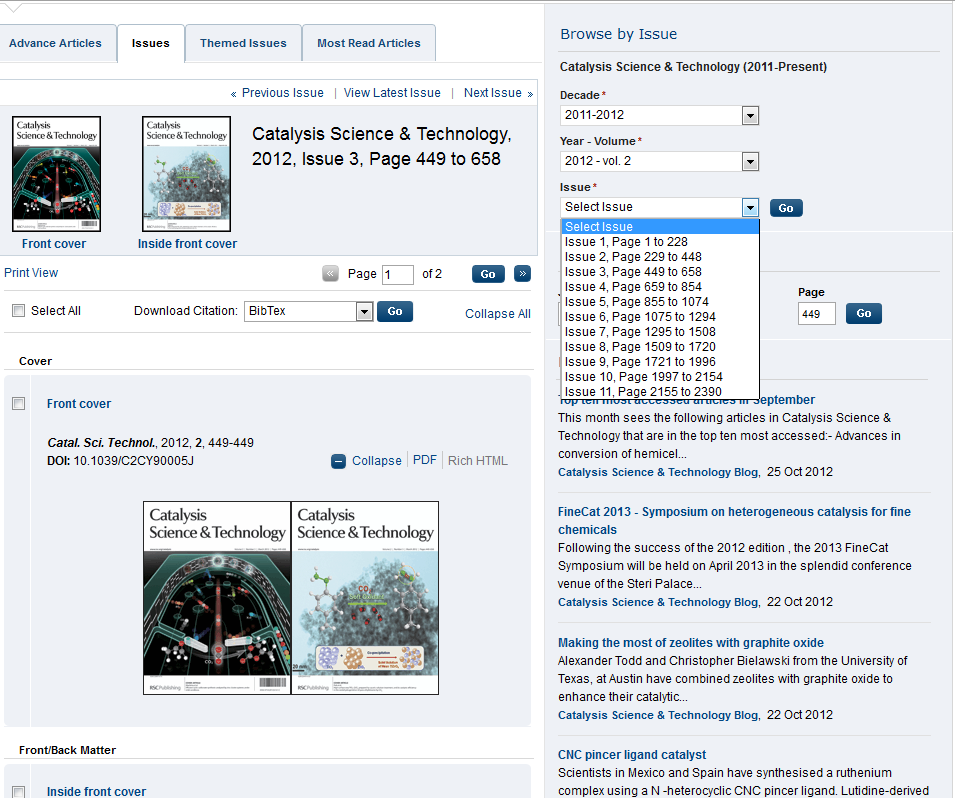 Advance Articles
Issues
Themed Issues
Most Read Articles
« Previous Issue | View Latest Issue | Next Issue »
Catalysis
Science & Technology
Catalysis
Science & Technology
Catalysis Science & Technology,
2012, Issue 3, Page 449 to 658
Front cover
Inside front cover
Print View
« Page 1 of 2 Go »
Select All
Download Citation: BibTex Go
Collapse All
Cover
Front cover
Catal. Sci. Technol., 2012, 2, 449-449
DOI: 10.1039/C2CY90005J
Collapse | PDF | Rich HTML
Catalysis
Science & Technology
RSCPublishing
Catalysis
Science & Technology
CO2
Co-precipitation
RSCPublishing
Front/Back Matter
Inside front cover
Browse by Issue
Catalysis Science & Technology (2011-Present)
Decade*
2011-2012
Year - Volume*
2012 - vol. 2
Issue*
Select Issue
Go
Select Issue
Issue 1, Page 1 to 228
Issue 2, Page 229 to 448
Issue 3, Page 449 to 658
Issue 4, Page 659 to 854
Issue 5, Page 855 to 1074
Issue 6, Page 1075 to 1294
Issue 7, Page 1295 to 1508
Issue 8, Page 1509 to 1720
Issue 9, Page 1721 to 1996
Issue 10, Page 1997 to 2154
Issue 11, Page 2155 to 2390
Page
449
Go
Top ten most accessed articles in September
This month sees the following articles in Catalysis Science &
Technology that are in the top ten most accessed:- Advances in
conversion of hemicel...
Catalysis Science & Technology Blog, 25 Oct 2012
FineCat 2013 - Symposium on heterogeneous catalysis for fine
chemicals
Following the success of the 2012 edition , the 2013 FineCat
Symposium will be held on April 2013 in the splendid conference
venue of the Steri Palace...
Catalysis Science & Technology Blog, 22 Oct 2012
Making the most of zeolites with graphite oxide
Alexander Todd and Christopher Bielawski from the University of
Texas, at Austin have combined zeolites with graphite oxide to
enhance their catalytic...
Catalysis Science & Technology Blog, 22 Oct 2012
CNC pincer ligand catalyst
Scientists in Mexico and Spain have synthesised a ruthenium
complex using a N -heterocyclic CNC pincer ligand. Lutidine-derived